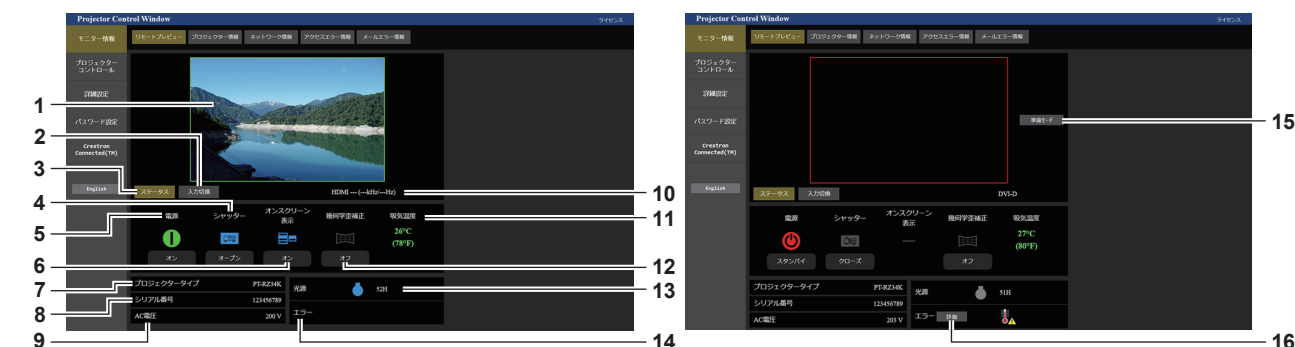 Projector Control Window
ライセンス
モニター情報
リモートプレビュー
プロジェクター情報
ネットワーク情報
アクセスエラー情報
メールエラー情報
プロジェクター
コントロール
詳細設定
パスワード設定
Crestron
Connected(TM)
English
1
2
3
ステータス
入力切換
HDMI ---(---kHz/---Hz)
10
4
5
電源
シャッター
オンスクリーン
表示
幾何学歪補正
吸気温度
11
26°C
(78°F)
6
オン
オープン
オン
オフ
12
7
プロジェクタータイプ
PT-RZ34K
光源
52H
13
8
シリアル番号
123456789
9
AC電圧
200 V
エラー
14
Projector Control Window
ライセンス
モニター情報
リモートプレビュー
プロジェクター情報
ネットワーク情報
アクセスエラー情報
メールエラー情報
プロジェクター
コントロール
詳細設定
パスワード設定
Crestron
Connected(TM)
English
準備モード
15
ステータス
入力切換
DVI-D
電源
シャッター
オンスクリーン
表示
幾何学歪補正
吸気温度
27°C
(80°F)
スタンバイ
クローズ
オフ
プロジェクタータイプ
PT-RZ34K
光源
51H
シリアル番号
123456789
AC電圧
203 V
エラー
詳細
16